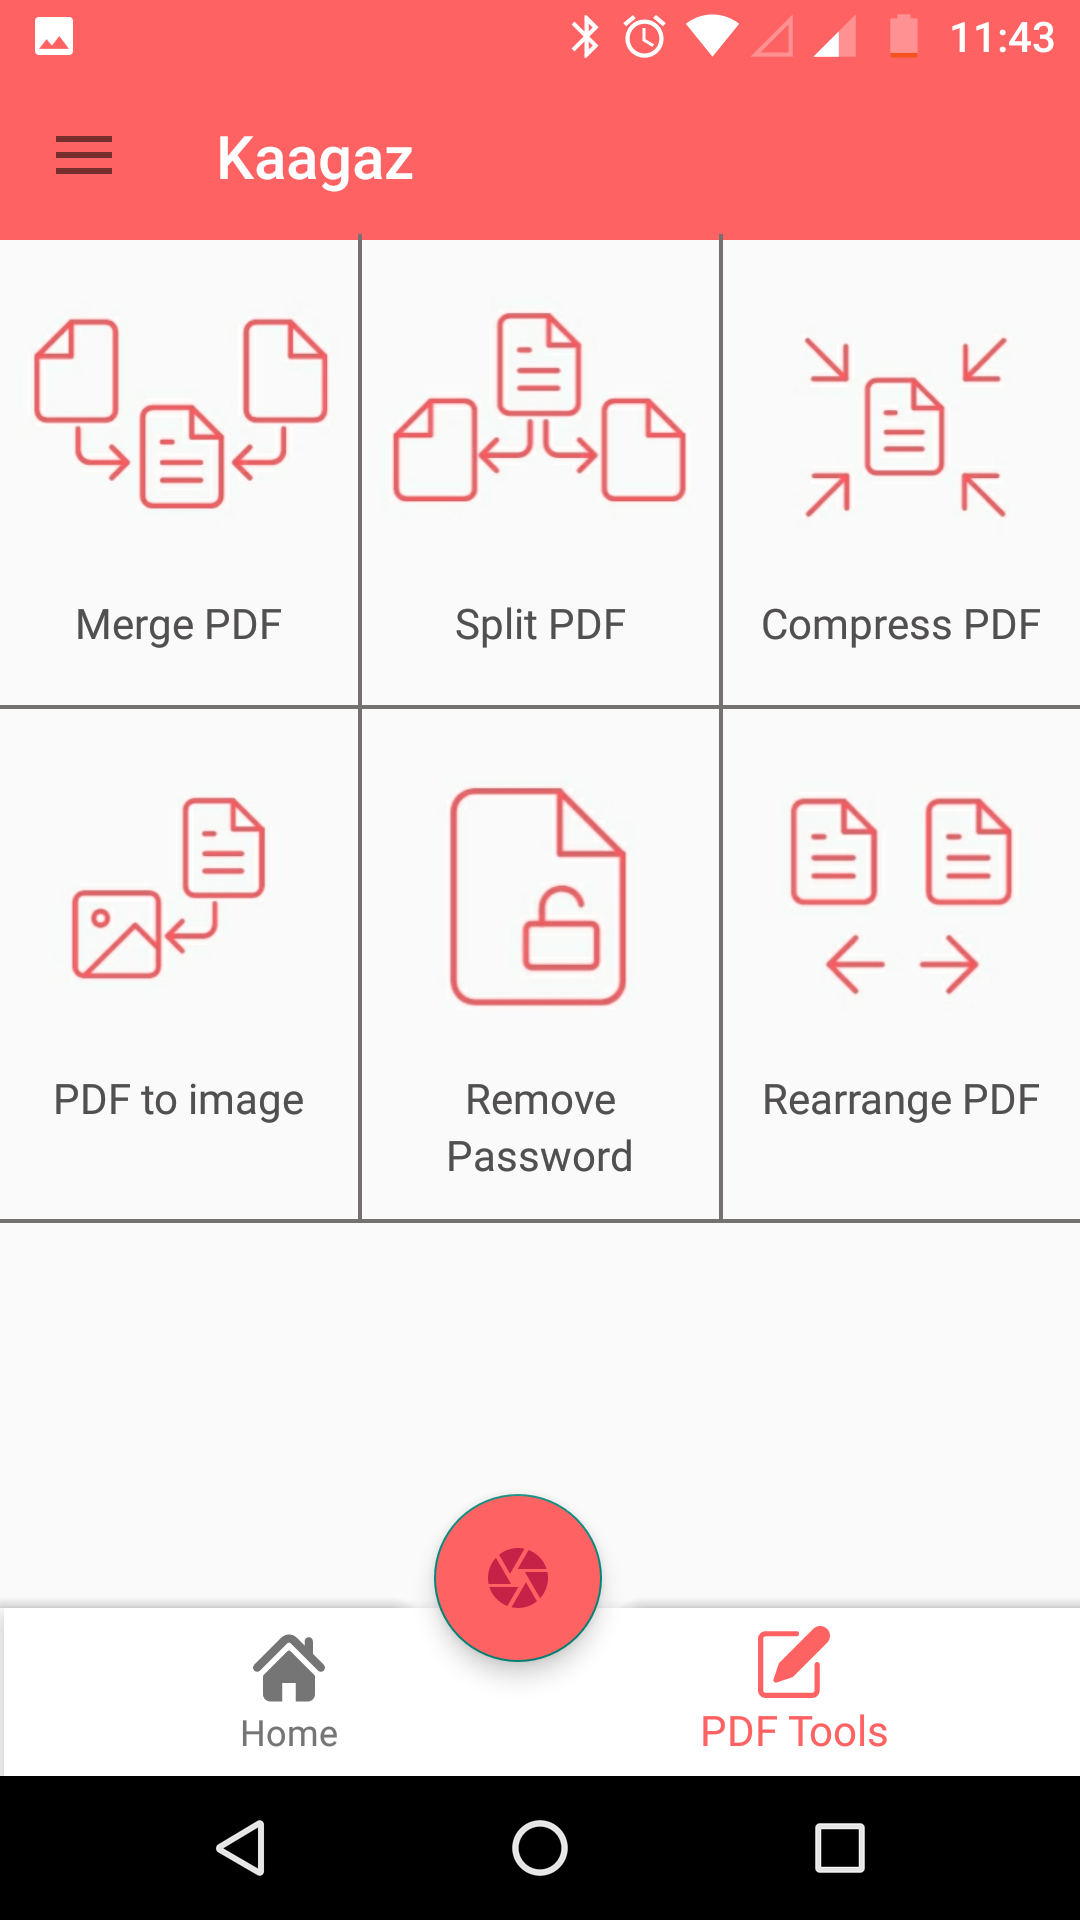 11:43
Kaagaz
Merge PDF
Split PDF
Compress PDF
PDF to image
Remove
Password
Rearrange PDF
Home
PDF Tools